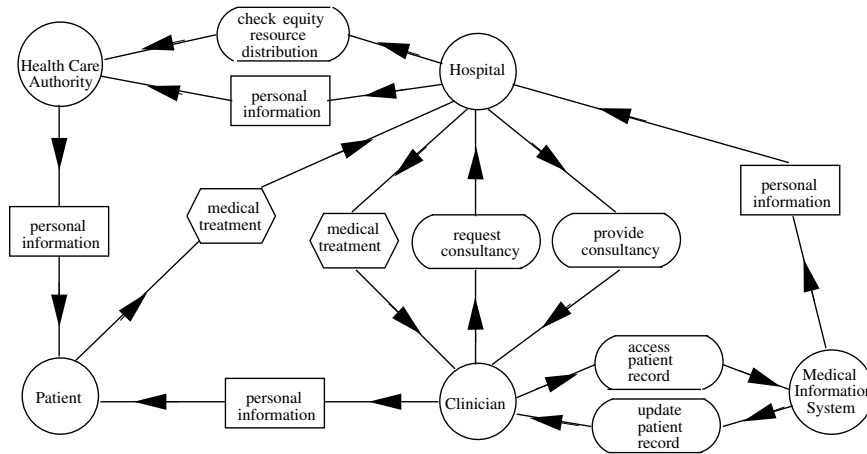 check equity
resource
distribution
Health Care
Authority
Hospital
personal
information
medical
treatment
medical
treatment
request
consultancy
provide
consultancy
personal
information
personal
information
access
patient
record
Patient
personal
information
Clinician
Medical
Information
System
update
patient
record